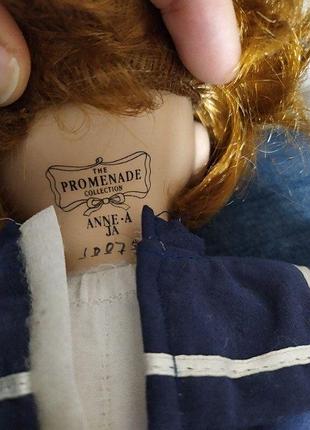 THE
PROMENADE
COLLECTION
ANNE-A
JA